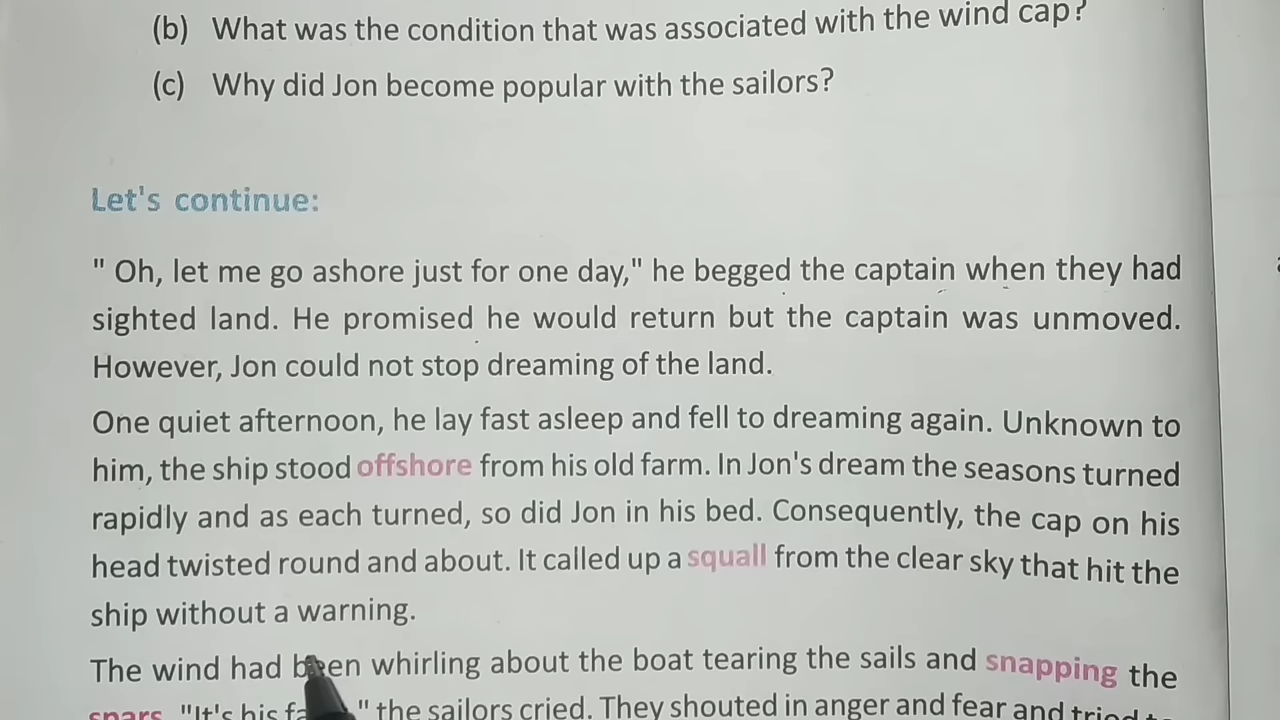 (b) What was the condition that was associated with the wind cap?
(c) Why did Jon become popular with the sailors?
Let's continue:
" Oh, let me go ashore just for one day," he begged the captain when they had
sighted land. He promised he would return but the captain was unmoved.
However, Jon could not stop dreaming of the land.
One quiet afternoon, he lay fast asleep and fell to dreaming again. Unknown to
him, the ship stood offshore from his old farm. In Jon's dream the seasons turned
rapidly and as each turned, so did Jon in his bed. Consequently, the cap on his
head twisted round and about. It called up a squall from the clear sky that hit the
ship without a warning.
The wind had been whirling about the boat tearing the sails and snapping the
spars. "It's his " the sailors cried. They shouted in anger and fear and tried to